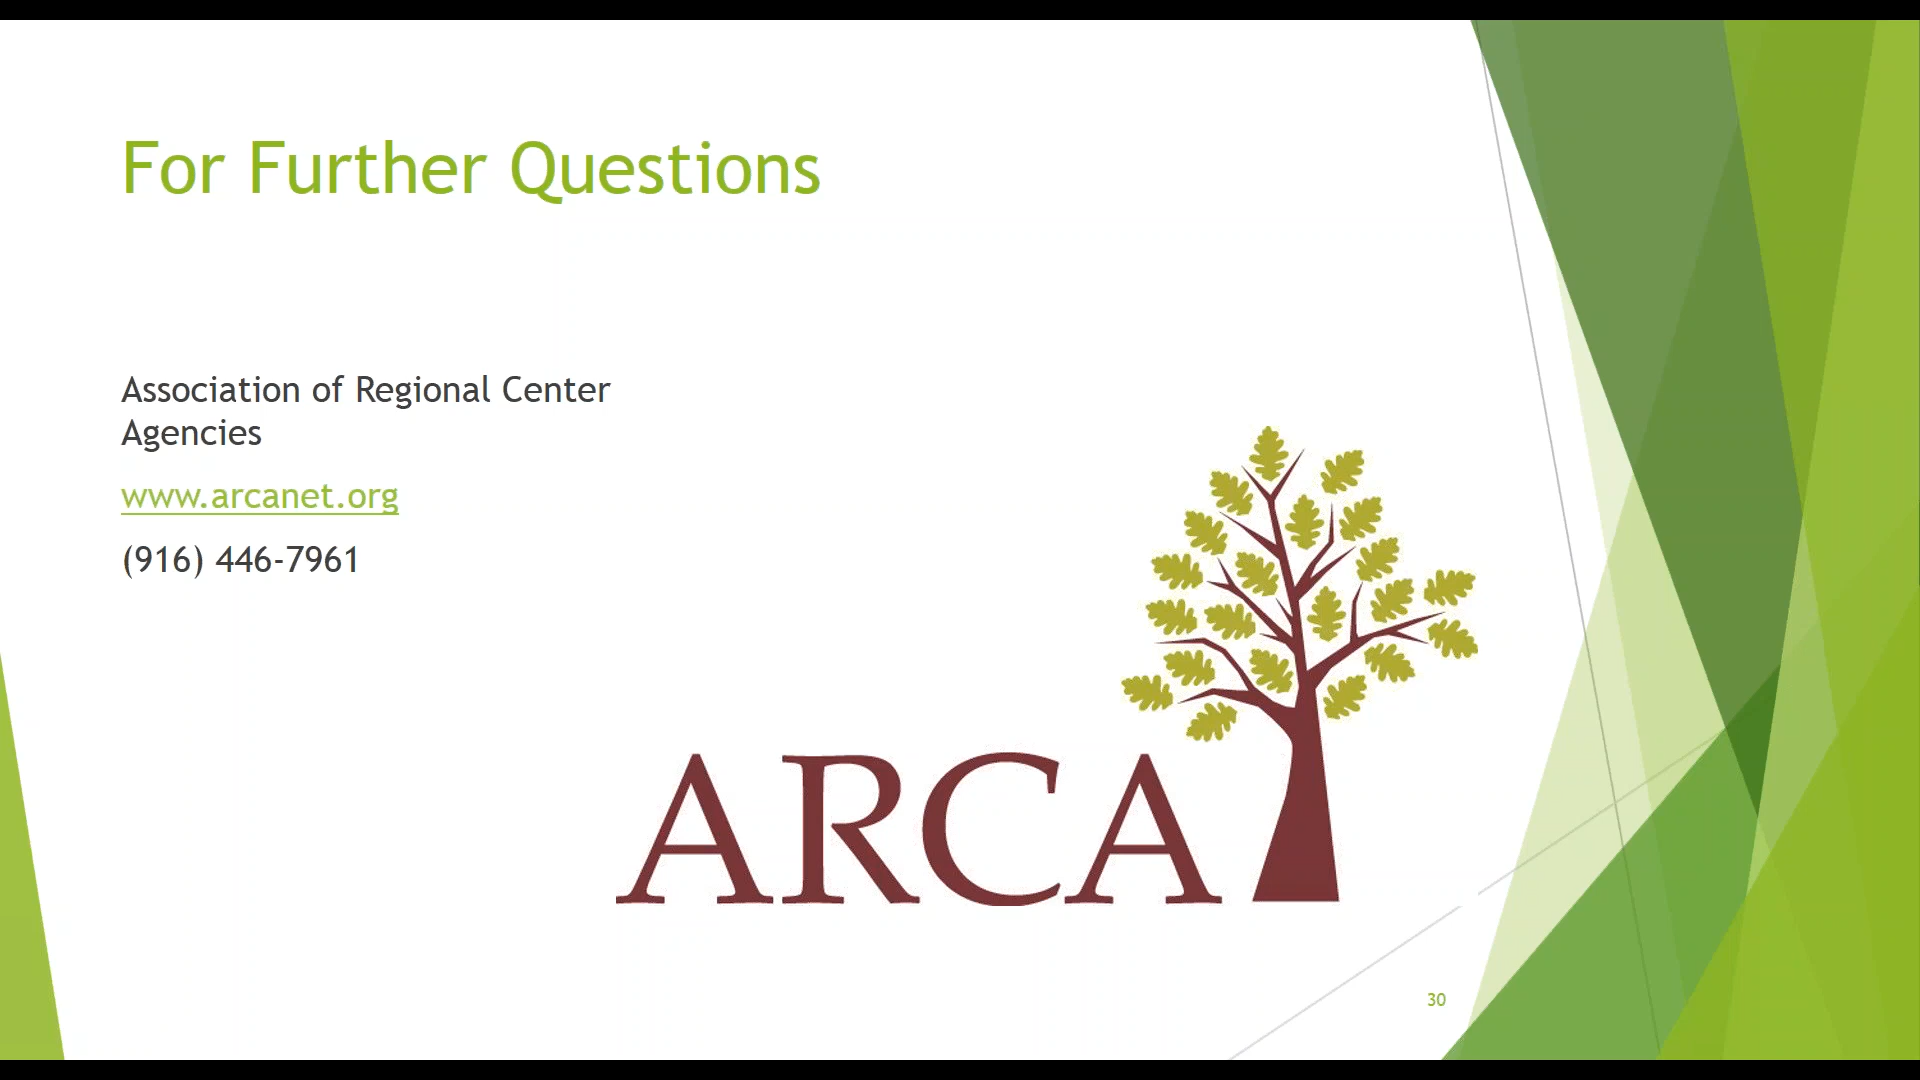 For Further Questions
Association of Regional Center
Agencies
www.arcanet.org
(916) 446-7961
ARCA
30